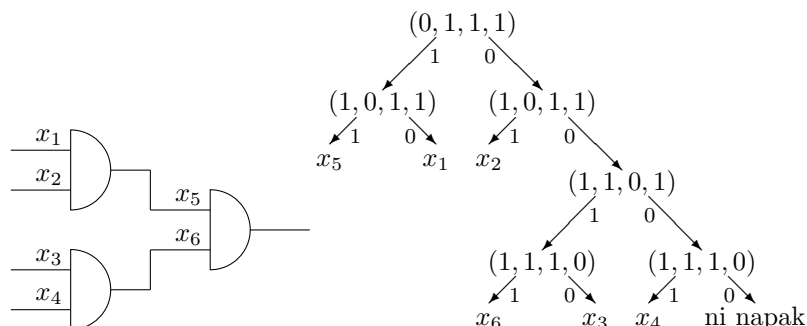 (0, 1, 1, 1)
1 0
(1, 0, 1, 1) (1, 0, 1, 1)
1 0 1 0
x5 x1 x2
(1, 1, 0, 1)
1 0
(1, 1, 1, 0) (1, 1, 1, 0)
1 0 1 0
x6 x3 x4 ni napak
x1
x2
x5
x6
x3
x4